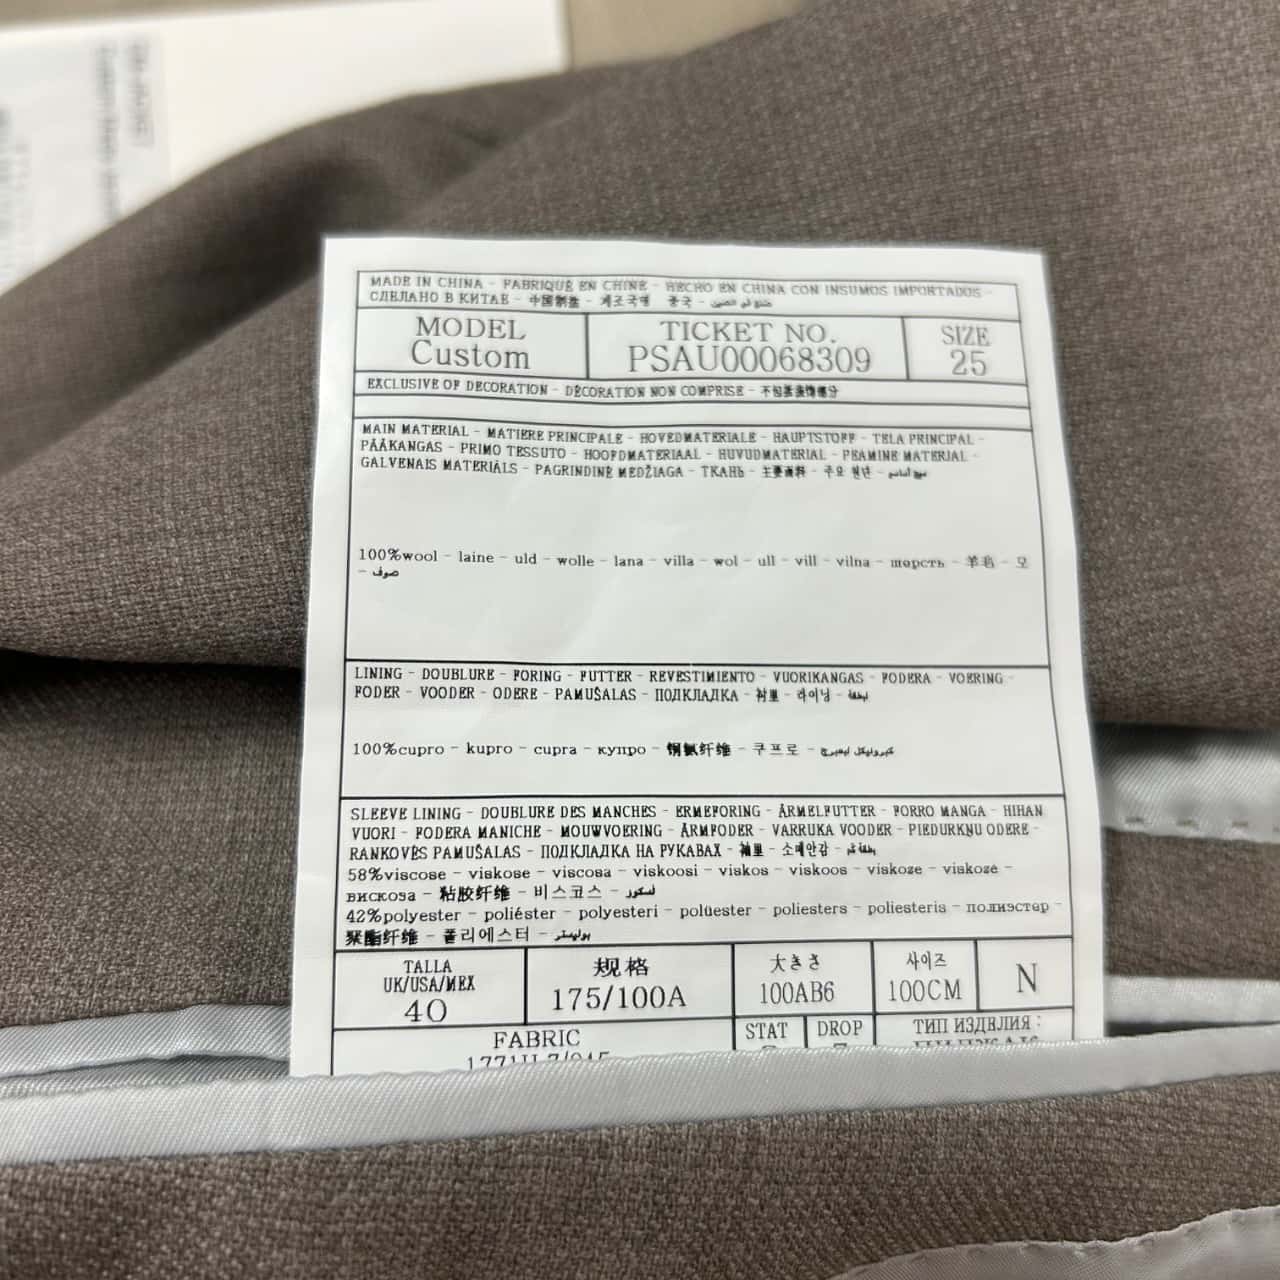 MADE IN CHINA - FABRIQUÉ EN CHINE - HECHO EN CHINA CON INSUMOS IMPORTADOS -
СДЕЛАНО В КИТАЕ - 中国制造 - 제조국명 중국 -
MODEL
Custom
TICKET NO.
PSAU00068309
SIZE
25
EXCLUSIVE OF DECORATION - DÉCORATION NON COMPRISE - 不包括装饰部分
MAIN MATERIAL - MATIERE PRINCIPALE - HOVEDMATERIALE - HAUPTSTOFF - TELA PRINCIPAL -
PÄÄKANGAS - PRIMO TESSUTO - HOOFDMATERIAAL - HUVUDMATERIAL - PEAMINE MATERJAL -
GALVENAIS MATERIĀLS - PAGRINDINĖ MEDŽIAGA - ТКАНЬ - 主要面料 - 주요 원단 -
100%wool - laine - uld - wolle - lana - villa - wol - ull - vill - vilna - шерсть - 羊毛 - 모
- صوف
LINING - DOUBLURE - FORING - FUTTER - REVESTIMIENTO - VUORIKANGAS - FODERA - VOERING -
FODER - VOODER - ODERE - PAMUŠALAS - ПОДКЛАДКА - 衬里 - 라이닝 -
100%cupro - kupro - cupra - купро - 铜氨纤维 - 쿠프로 -
SLEEVE LINING - DOUBLURE DES MANCHES - ERMEFORING - ÄRMELFUTTER - FORRO MANGA - HIHAN
VUORI - FODERA MANICHE - MOUWVOERING - ÄRMFODER - VARRUKA VOODER - PIEDURKŅU ODERE -
RANKOVĖS PAMUŠALAS - ПОДКЛАДКА НА РУКАВАХ - 袖里 - 소매안감 -
58%viscose - viskose - viscosa - viskoosi - viskos - viskoos - viskoze - viskozė -
вискоза - 粘胶纤维 - 비스코스 -
42%polyester - poliéster - polyesteri - polüester - poliesters - poliesteris - полиэстер -
聚酯纤维 - 폴리에스터 - بوليستر
TALLA
UK/USA/MEX
40
规格
175/100A
大きさ
100AB6
사이즈
100CM
N
FABRIC
STAT
DROP
ТИП ИЗДЕЛИЯ :